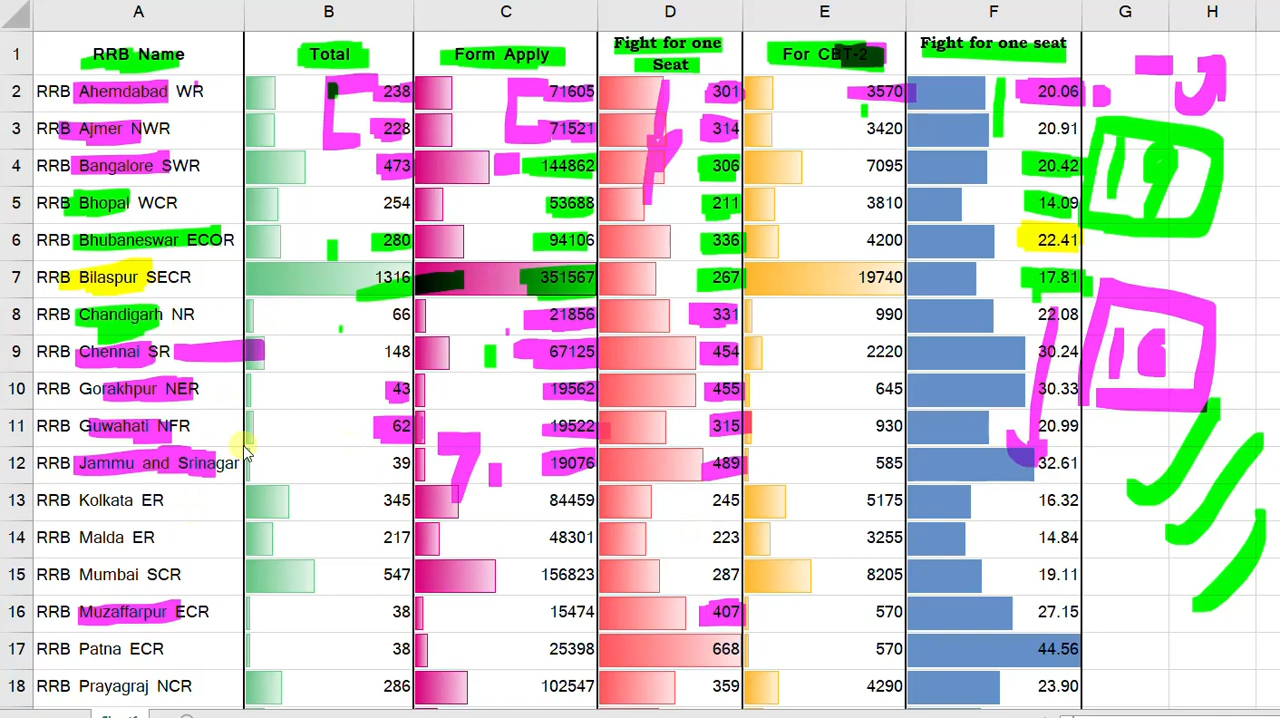 A B C D E F G H
1 RRB Name Total Form Apply Fight for one Seat For CBT-2 Fight for one seat
2 RRB Ahemdabad WR 238 71605 301 3570 20.06
3 RRB Ajmer NWR 228 71521 314 3420 20.91
4 RRB Bangalore SWR 473 144862 306 7095 20.42
5 RRB Bhopal WCR 254 53688 211 3810 14.09
6 RRB Bhubaneswar ECOR 280 94106 336 4200 22.41
7 RRB Bilaspur SECR 1316 351567 267 19740 17.81
8 RRB Chandigarh NR 66 21856 331 990 22.08
9 RRB Chennai SR 148 67125 454 2220 30.24
10 RRB Gorakhpur NER 43 19562 455 645 30.33
11 RRB Guwahati NFR 62 19522 315 930 20.99
12 RRB Jammu and Srinagar 39 19076 489 585 32.61
13 RRB Kolkata ER 345 84459 245 5175 16.32
14 RRB Malda ER 217 48301 223 3255 14.84
15 RRB Mumbai SCR 547 156823 287 8205 19.11
16 RRB Muzaffarpur ECR 38 15474 407 570 27.15
17 RRB Patna ECR 38 25398 668 570 44.56
18 RRB Prayagraj NCR 286 102547 359 4290 23.90